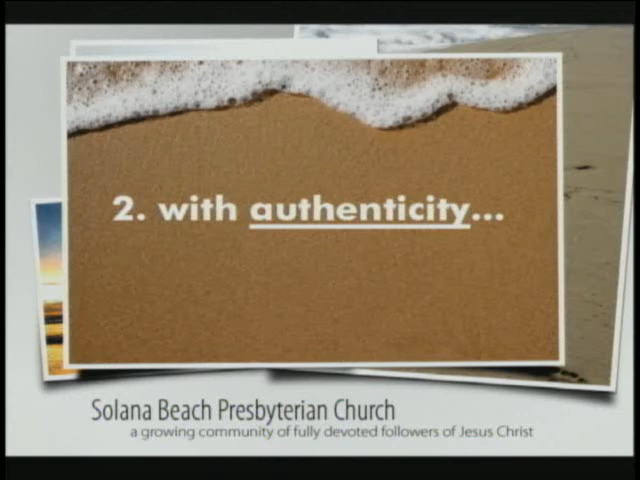 2. with authenticity...
Solana Beach Presbyterian Church
a growing community of fully devoted followers of Jesus Christ